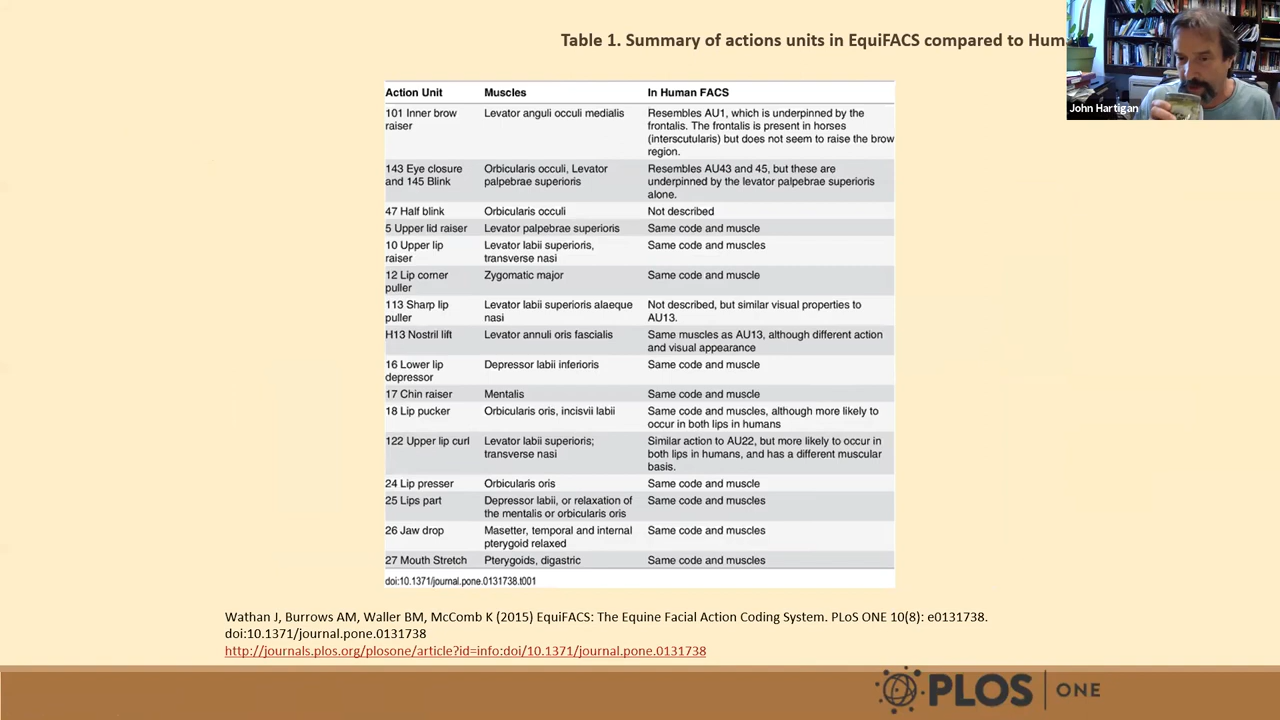 Table 1. Summary of actions units in EquiFACS compared to Hum
John Hartigan
Action Unit Muscles In Human FACS
101 Inner brow raiser Levator anguli occuli medialis Resembles AU1, which is underpinned by the
frontalis. The frontalis is present in horses
(interscutularis) but does not seem to raise the brow
region.
143 Eye closure and 145 Blink Orbicularis occuli, Levator palpebrae superioris Resembles AU43 and 45, but these are
underpinned by the levator palpebrae superioris
alone.
47 Half blink Orbicularis occuli Not described
5 Upper lid raiser Levator palpebrae superioris Same code and muscle
10 Upper lip raiser Levator labii superioris, transverse nasi Same code and muscles
12 Lip corner puller Zygomatic major Same code and muscle
113 Sharp lip puller Levator labii superioris alaeque nasi Not described, but similar visual properties to
AU13.
H13 Nostril lift Levator annuli oris fascialis Same muscles as AU13, although different action
and visual appearance
16 Lower lip depressor Depressor labii inferioris Same code and muscle
17 Chin raiser Mentalis Same code and muscle
18 Lip pucker Orbicularis oris, incisvii labii Same code and muscles, although more likely to
occur in both lips in humans
122 Upper lip curl Levator labii superioris; transverse nasi Similar action to AU22, but more likely to occur in
both lips in humans, and has a different muscular
basis.
24 Lip presser Orbicularis oris Same code and muscle
25 Lips part Depressor labii, or relaxation of the mentalis or orbicularis oris Same code and muscles
26 Jaw drop Masetter, temporal and internal pterygoid relaxed Same code and muscles
27 Mouth Stretch Pterygoids, digastric Same code and muscles
doi:10.1371/journal.pone.0131738.t001
Wathan J, Burrows AM, Waller BM, McComb K (2015) EquiFACS: The Equine Facial Action Coding System. PLoS ONE 10(8): e0131738.
doi:10.1371/journal.pone.0131738
http://journals.plos.org/plosone/article?id=info:doi/10.1371/journal.pone.0131738
PLOS ONE